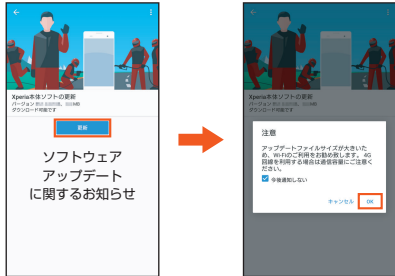 Xperia本体ソフトの更新
ダウンロード可能です
更新
ソフトウェア
アップデート
に関するお知らせ
Xperia本体ソフトの更新
ダウンロード可能です
注意
アップデートファイルサイズが大きいた
め、Wi-Fiのご利用をお勧め致します。4G
回線を利用する場合は通信容量にご注意く
ださい。
今後通知しない
キャンセル OK